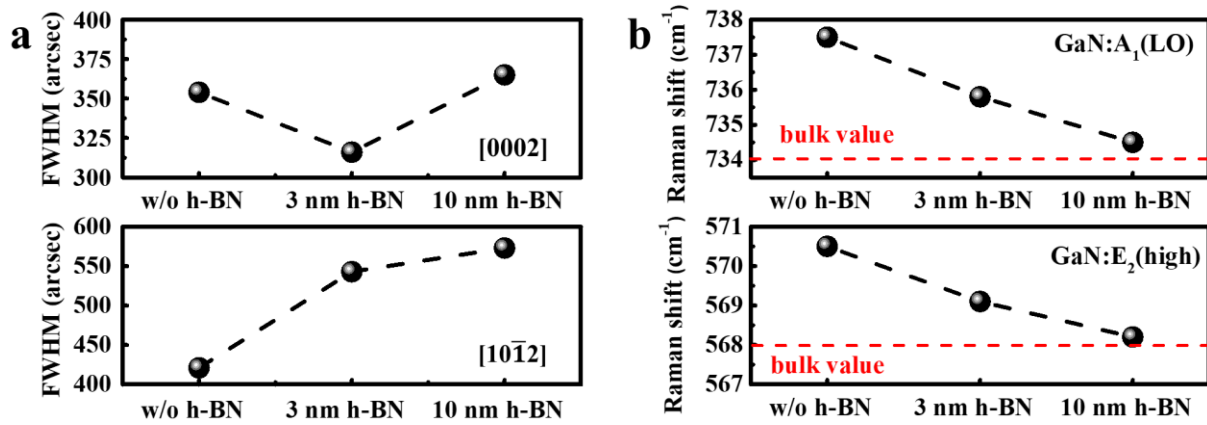 a
FWHM (arcsec)
400
375
350
325
300
[0002]
w/o h-BN 3 nm h-BN 10 nm h-BN
FWHM (arcsec)
600
550
500
450
400
[101̅2]
w/o h-BN 3 nm h-BN 10 nm h-BN
b
Raman shift (cm⁻¹)
738
737
736
735
734
GaN:A₁(LO)
bulk value
w/o h-BN 3 nm h-BN 10 nm h-BN
Raman shift (cm⁻¹)
571
570
569
568
567
GaN:E₂(high)
bulk value
w/o h-BN 3 nm h-BN 10 nm h-BN